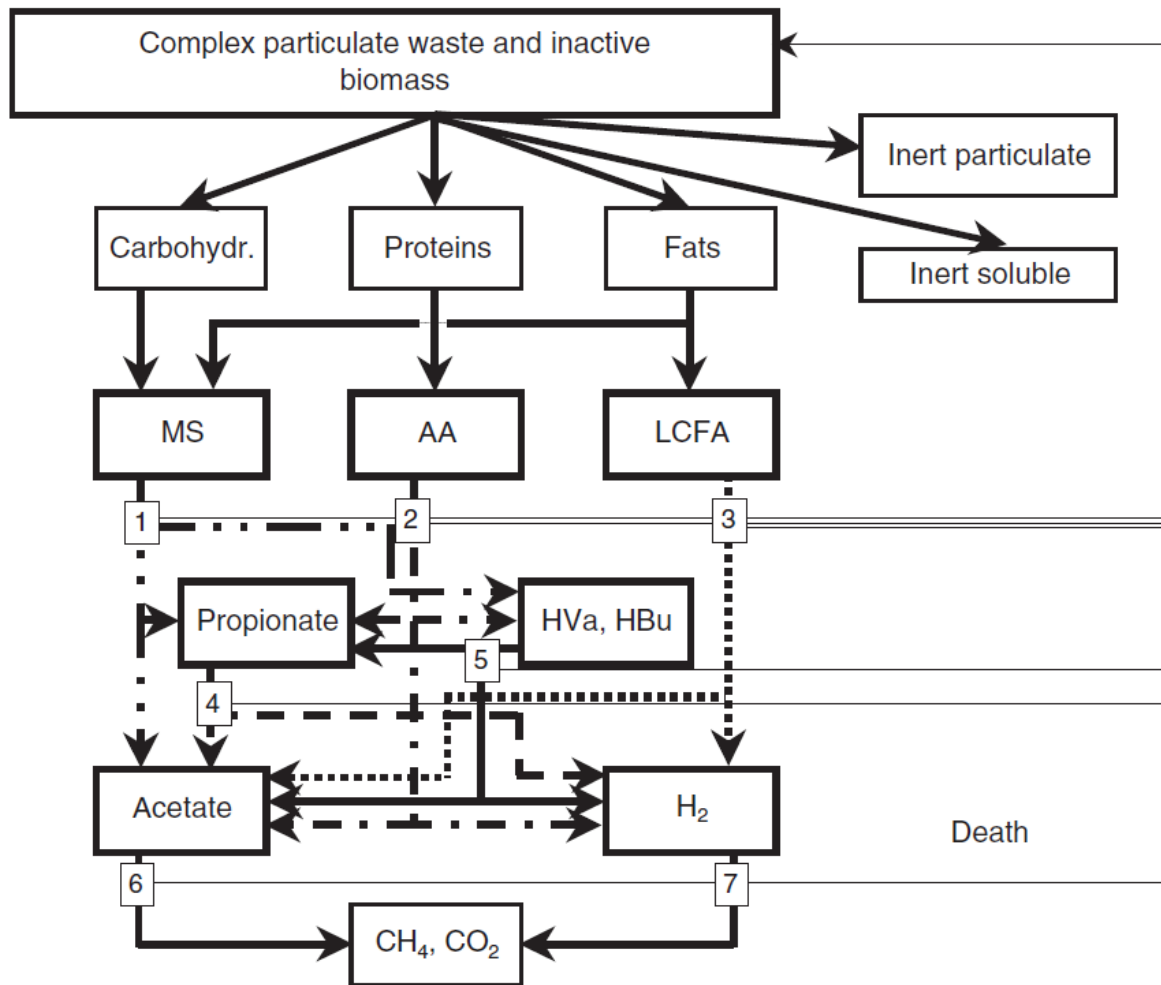 Complex particulate waste and inactive
biomass
Inert particulate
Carbohydr.
Proteins
Fats
Inert soluble
MS
AA
LCFA
1
2
3
Propionate
HVa, HBu
5
4
Acetate
H₂
Death
6
7
CH₄, CO₂